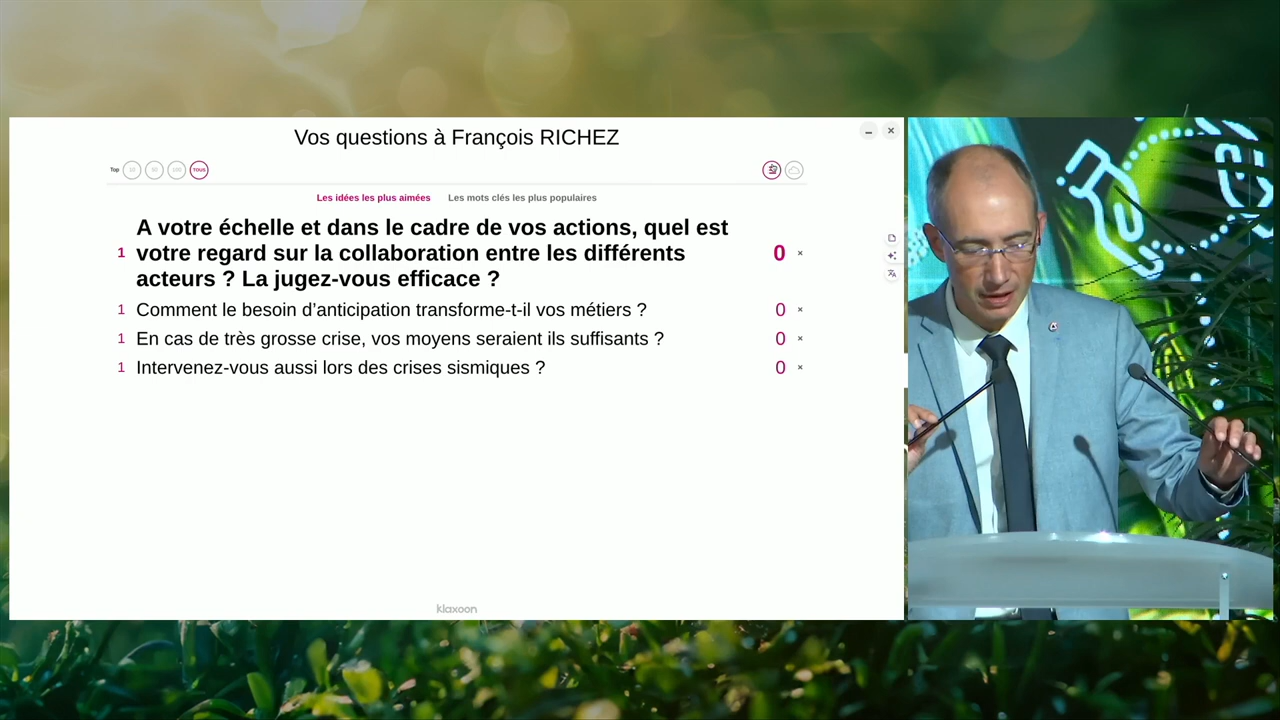 Vos questions à François RICHEZ
Top 10 50 100 TOUS
Les idées les plus aimées Les mots clés les plus populaires
1 A votre échelle et dans le cadre de vos actions, quel est
votre regard sur la collaboration entre les différents
acteurs ? La jugez-vous efficace ? 0
1 Comment le besoin d’anticipation transforme-t-il vos métiers ? 0
1 En cas de très grosse crise, vos moyens seraient ils suffisants ? 0
1 Intervenez-vous aussi lors des crises sismiques ? 0
klaxoon